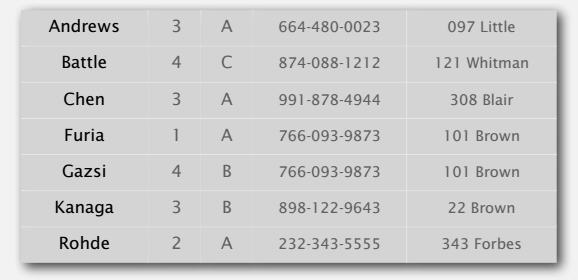 Andrews 3 A 664-480-0023 097 Little
Battle 4 C 874-088-1212 121 Whitman
Chen 3 A 991-878-4944 308 Blair
Furia 1 A 766-093-9873 101 Brown
Gazsi 4 B 766-093-9873 101 Brown
Kanaga 3 B 898-122-9643 22 Brown
Rohde 2 A 232-343-5555 343 Forbes